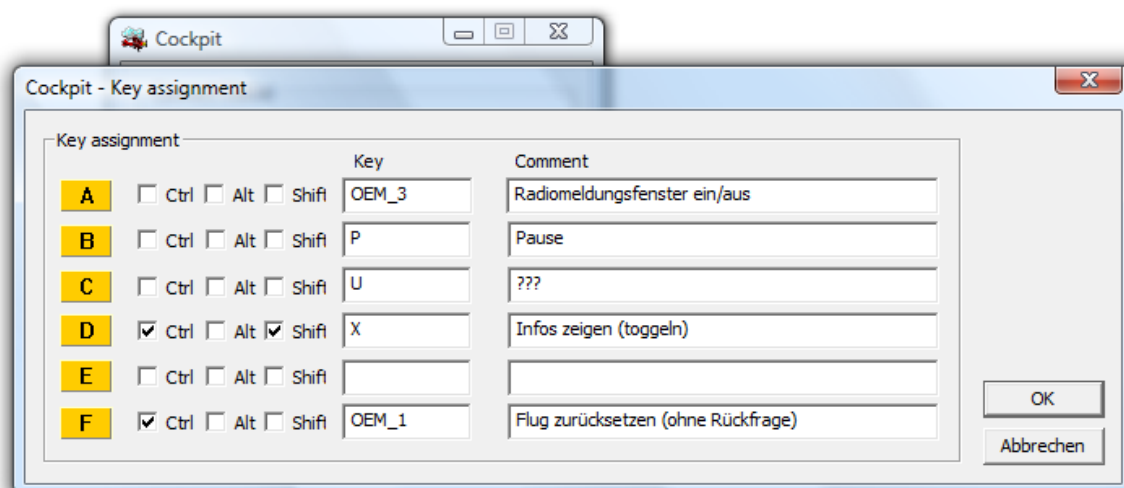 Cockpit
Cockpit - Key assignment
Key assignment
Key Comment
A Ctrl Alt Shift OEM_3 Radiomeldungsfenster ein/aus
B Ctrl Alt Shift P Pause
C Ctrl Alt Shift U ???
D Ctrl Alt Shift X Infos zeigen (toggeln)
E Ctrl Alt Shift
F Ctrl Alt Shift OEM_1 Flug zurücksetzen (ohne Rückfrage)
OK
Abbrechen